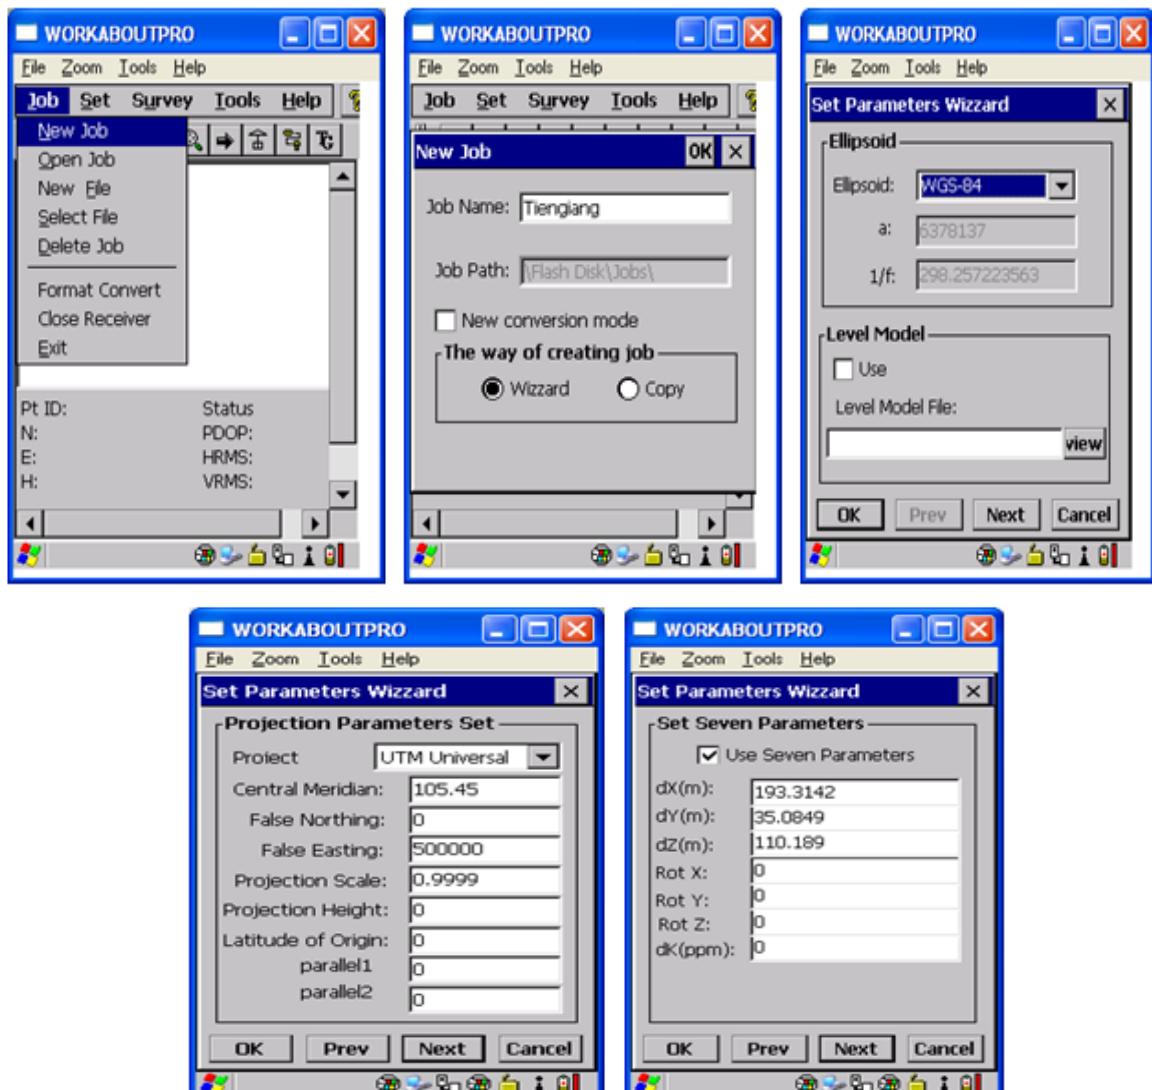 WORKABOUTPRO
File Zoom Tools Help
Job Set Survey Tools Help
New Job
Open Job
New File
Select File
Delete Job
Format Convert
Close Receiver
Exit
Pt ID: Status
N: PDOP:
E: HRMS:
H: VRMS:
WORKABOUTPRO
File Zoom Tools Help
Job Set Survey Tools Help
New Job OK
Job Name: Tiengiang
Job Path: \Flash Disk\Jobs\
New conversion mode
The way of creating job
Wizzard Copy
WORKABOUTPRO
File Zoom Tools Help
Set Parameters Wizzard
Ellipsoid
Ellipsoid: WGS-84
a: 6378137
1/f: 298.257223563
Level Model
Use
Level Model File:
view
OK Prev Next Cancel
WORKABOUTPRO
File Zoom Tools Help
Set Parameters Wizzard
Projection Parameters Set
Project UTM Universal
Central Meridian: 105.45
False Northing: 0
False Easting: 500000
Projection Scale: 0.9999
Projection Height: 0
Latitude of Origin: 0
parallel1 0
parallel2 0
OK Prev Next Cancel
WORKABOUTPRO
File Zoom Tools Help
Set Parameters Wizzard
Set Seven Parameters
Use Seven Parameters
dX(m): 193.3142
dY(m): 35.0849
dZ(m): 110.189
Rot X: 0
Rot Y: 0
Rot Z: 0
dK(ppm): 0
OK Prev Next Cancel